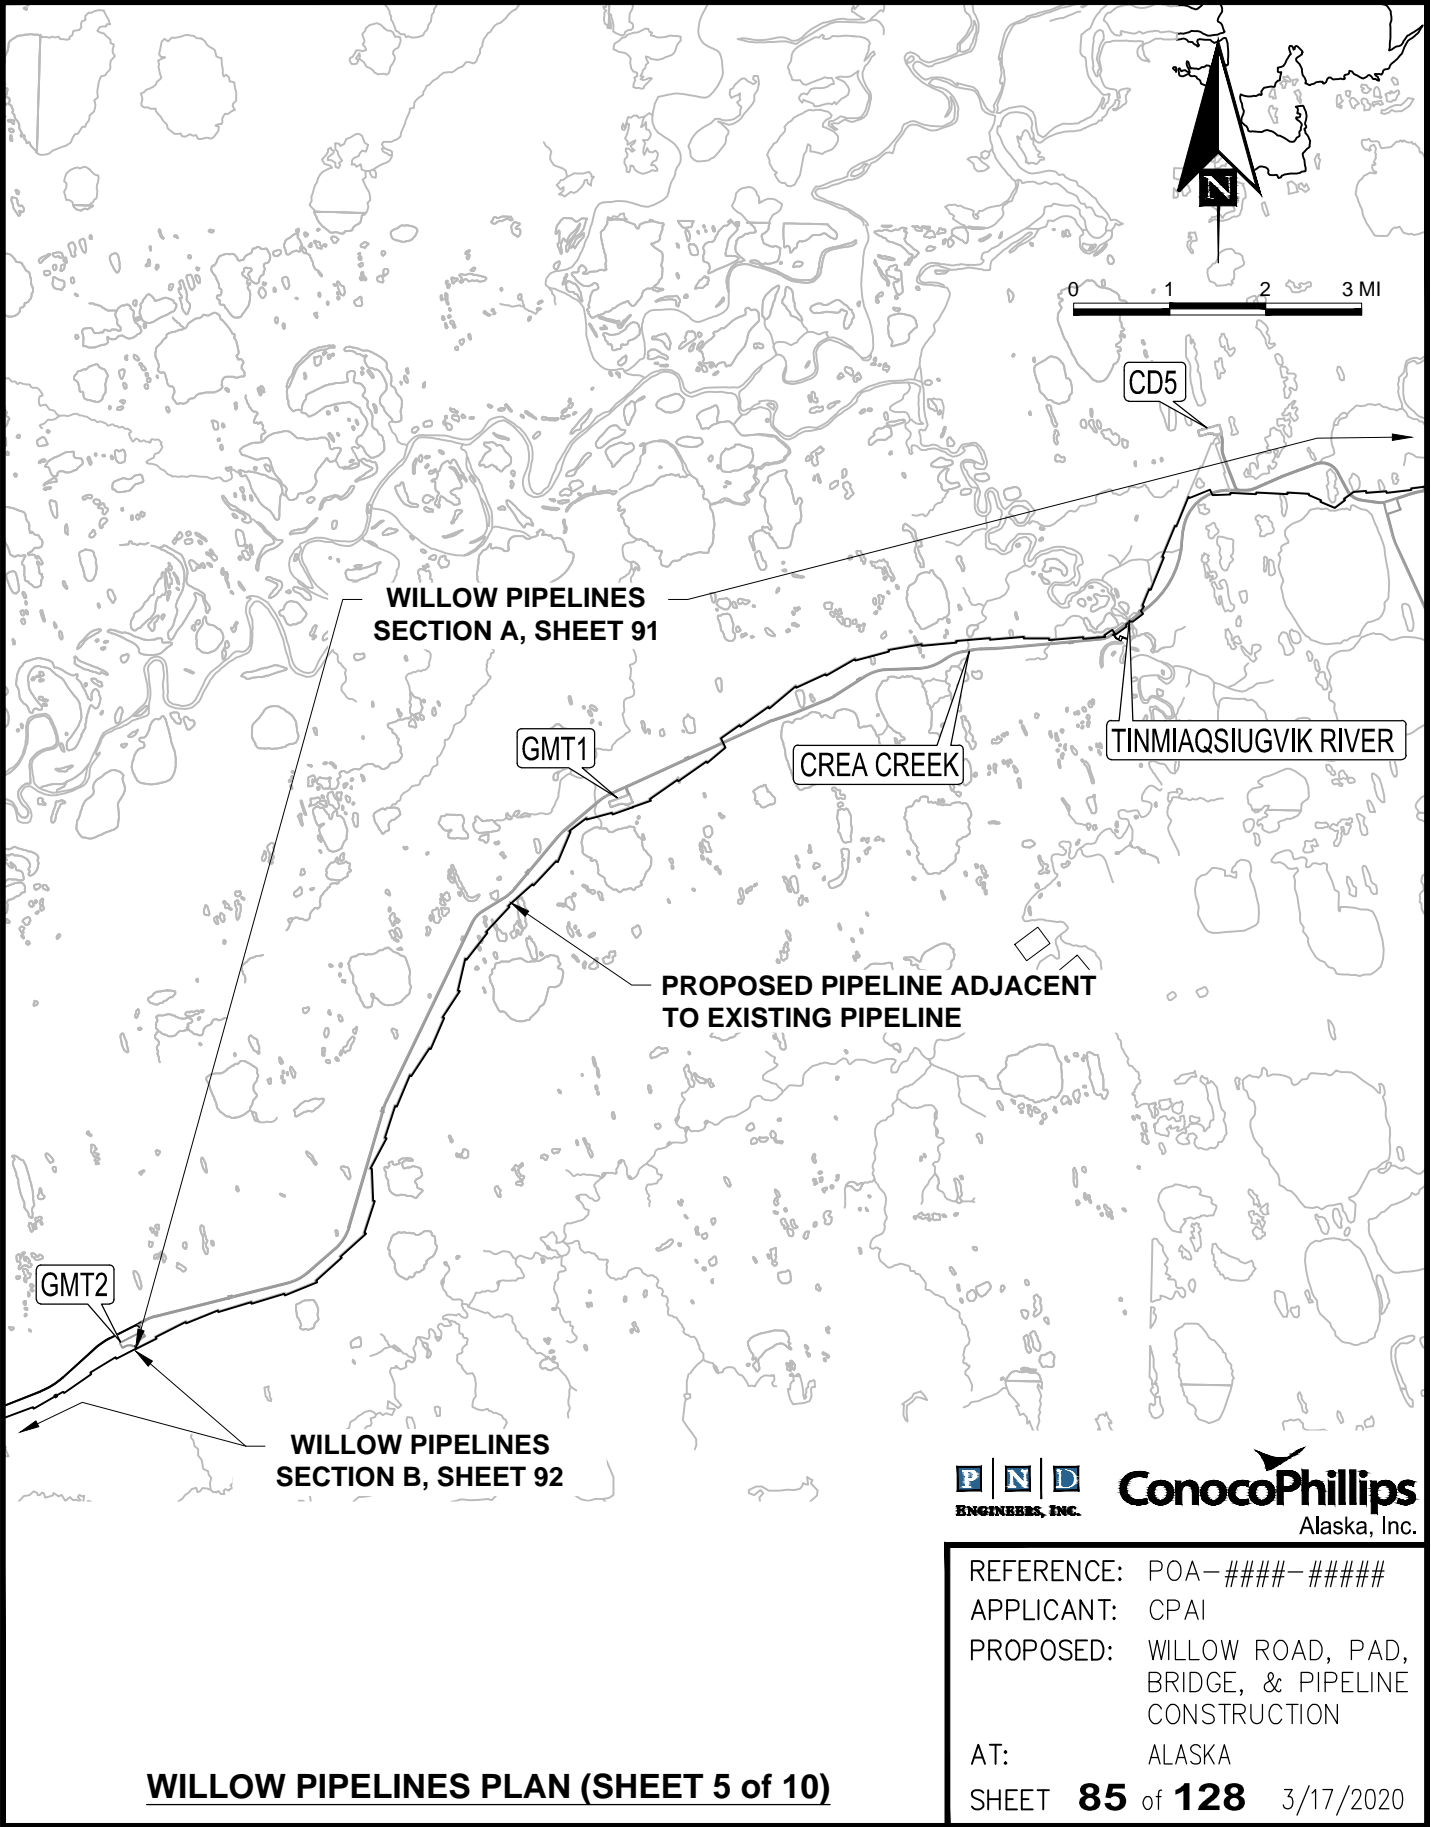 N
0 1 2 3 MI
CD5
WILLOW PIPELINES
SECTION A, SHEET 91
TINMIAQSIUGVIK RIVER
GMT1
CREA CREEK
PROPOSED PIPELINE ADJACENT
TO EXISTING PIPELINE
GMT2
WILLOW PIPELINES
SECTION B, SHEET 92
P N D
ENGINEERS, INC.
ConocoPhillips
Alaska, Inc.
REFERENCE: POA-####-#####
APPLICANT: CPAI
PROPOSED: WILLOW ROAD, PAD,
BRIDGE, & PIPELINE
CONSTRUCTION
AT: ALASKA
SHEET 85 of 128 3/17/2020
WILLOW PIPELINES PLAN (SHEET 5 of 10)